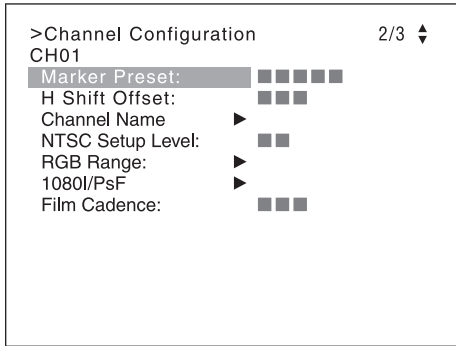 >Channel Configuration 2/3
CH01
Marker Preset: ■■■■■
H Shift Offset: ■■■
Channel Name ▶
NTSC Setup Level: ■■
RGB Range: ▶
1080I/PsF ▶
Film Cadence: ■■■